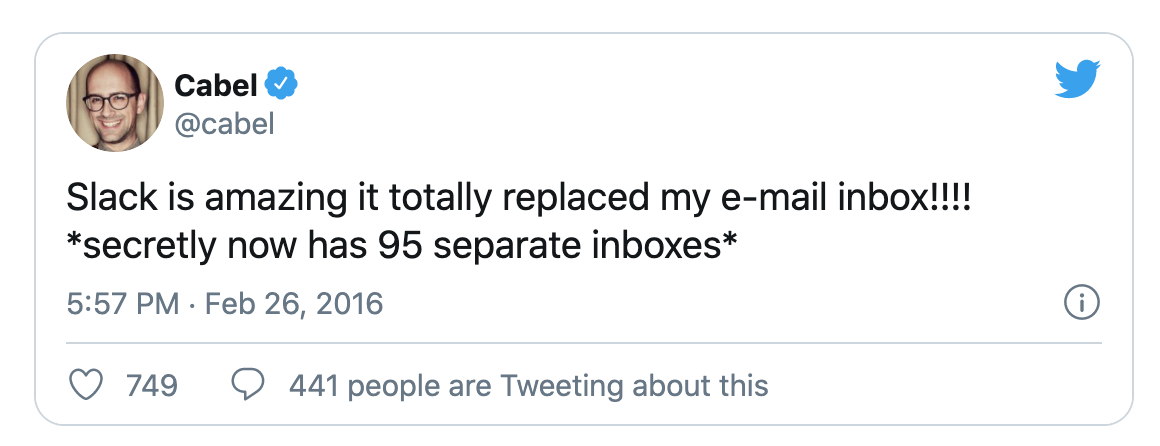 Cabel
@cabel
Slack is amazing it totally replaced my e-mail inbox!!!!
*secretly now has 95 separate inboxes*
5:57 PM · Feb 26, 2016
749 441 people are Tweeting about this